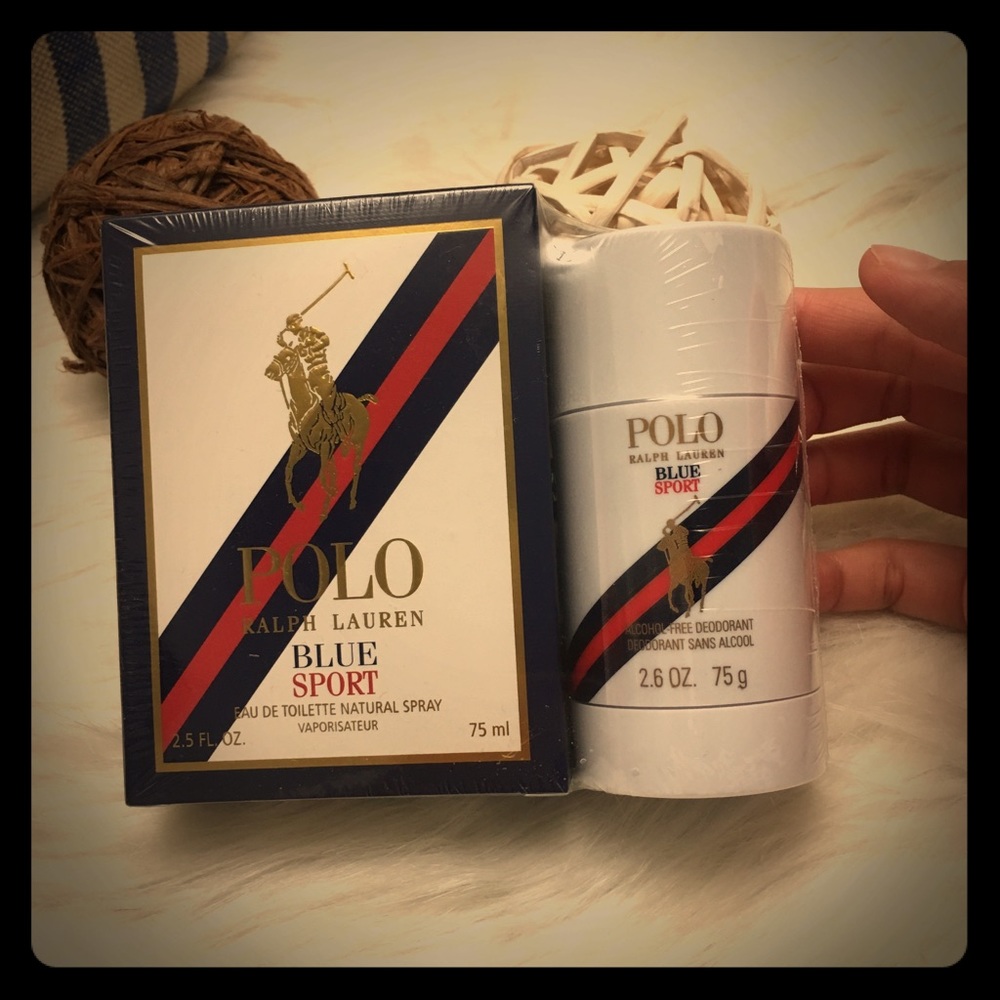 POLO
RALPH LAUREN
BLUE
SPORT
EAU DE TOILETTE NATURAL SPRAY
VAPORISATEUR
2.5 FL. OZ. 75 ml
POLO
RALPH LAUREN
BLUE
SPORT
ALCOHOL-FREE DEODORANT
DEODORANT SANS ALCOOL
2.6 OZ. 75 g